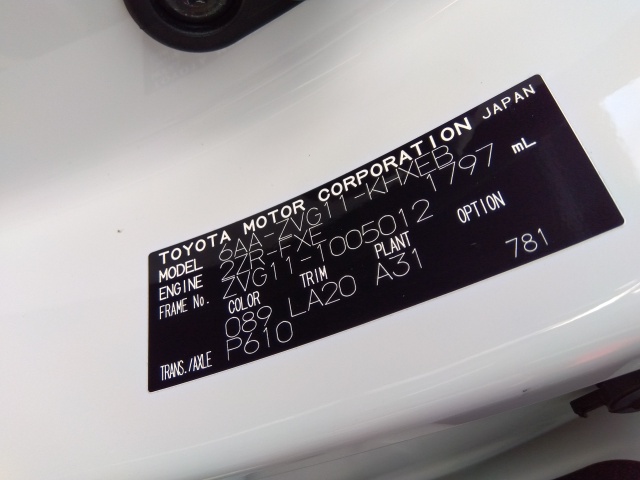 TOYOTA MOTOR CORPORATION JAPAN
MODEL 6AA-ZVG11-KHXEB
ENGINE 2ZR-FXE 1797 mL
FRAME No. ZVG11-1005012
COLOR TRIM PLANT OPTION
089 LA20 A31 781
TRANS./AXLE P610